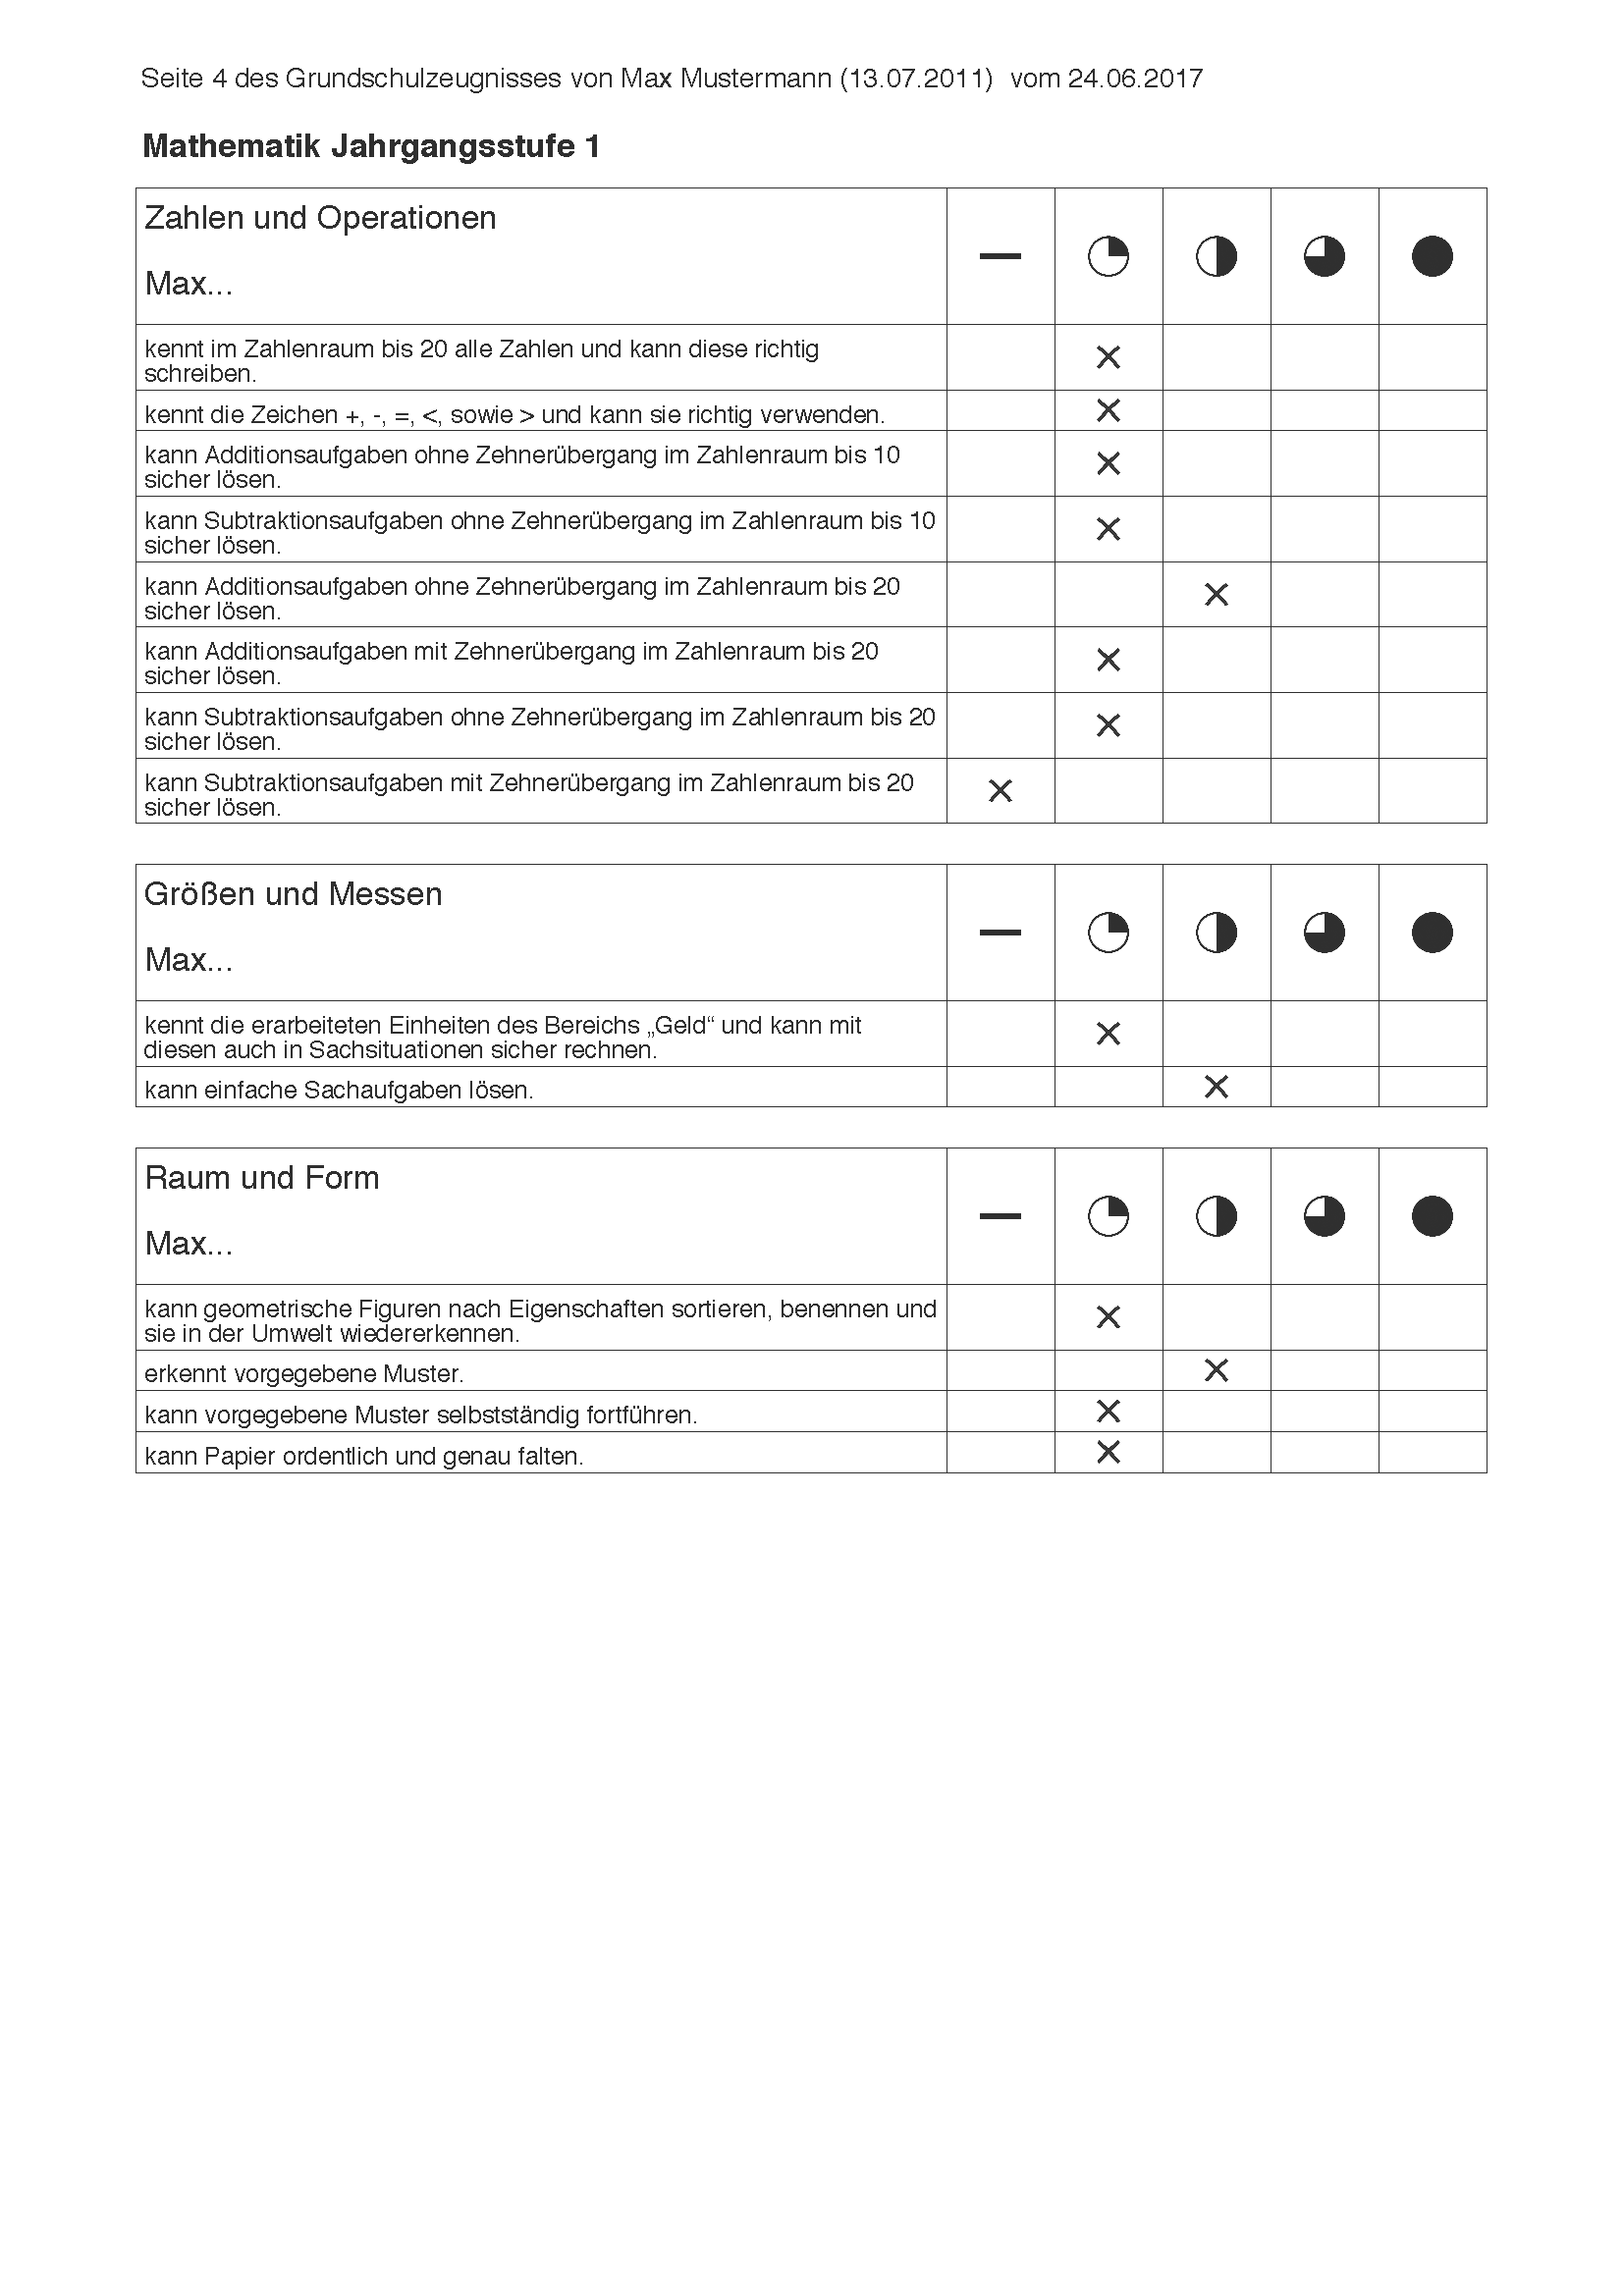 Seite 4 des Grundschulzeugnisses von Max Mustermann (13.07.2011)  vom 24.06.2017
Mathematik Jahrgangsstufe 1
Zahlen und Operationen
Max...
kennt im Zahlenraum bis 20 alle Zahlen und kann diese richtig
schreiben.
kennt die Zeichen +, -, =, <, sowie > und kann sie richtig verwenden.
kann Additionsaufgaben ohne Zehnerübergang im Zahlenraum bis 10
sicher lösen.
kann Subtraktionsaufgaben ohne Zehnerübergang im Zahlenraum bis 10
sicher lösen.
kann Additionsaufgaben ohne Zehnerübergang im Zahlenraum bis 20
sicher lösen.
kann Additionsaufgaben mit Zehnerübergang im Zahlenraum bis 20
sicher lösen.
kann Subtraktionsaufgaben ohne Zehnerübergang im Zahlenraum bis 20
sicher lösen.
kann Subtraktionsaufgaben mit Zehnerübergang im Zahlenraum bis 20
sicher lösen.
Größen und Messen
Max...
kennt die erarbeiteten Einheiten des Bereichs „Geld“ und kann mit
diesen auch in Sachsituationen sicher rechnen.
kann einfache Sachaufgaben lösen.
Raum und Form
Max...
kann geometrische Figuren nach Eigenschaften sortieren, benennen und
sie in der Umwelt wiedererkennen.
erkennt vorgegebene Muster.
kann vorgegebene Muster selbstständig fortführen.
kann Papier ordentlich und genau falten.